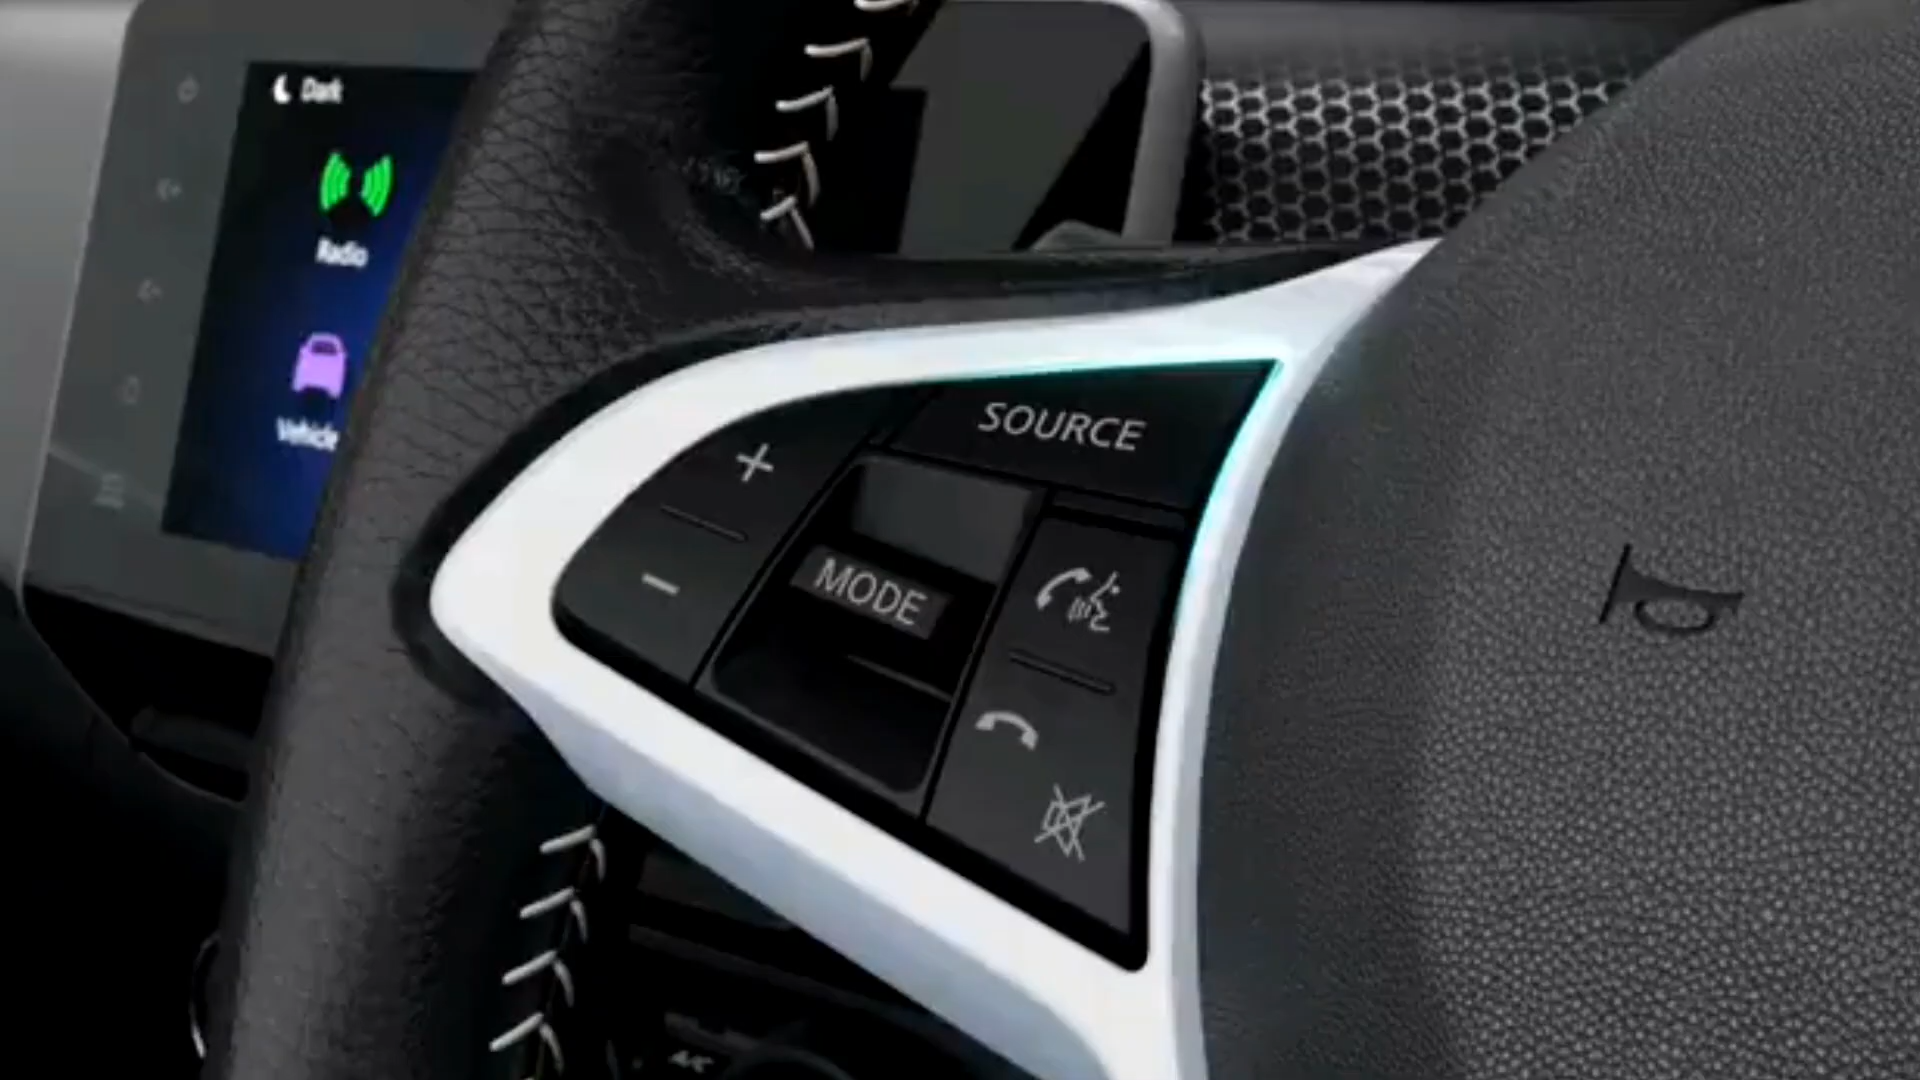 Dark
Radio
Vehicle
SOURCE
+
MODE
−
A/C